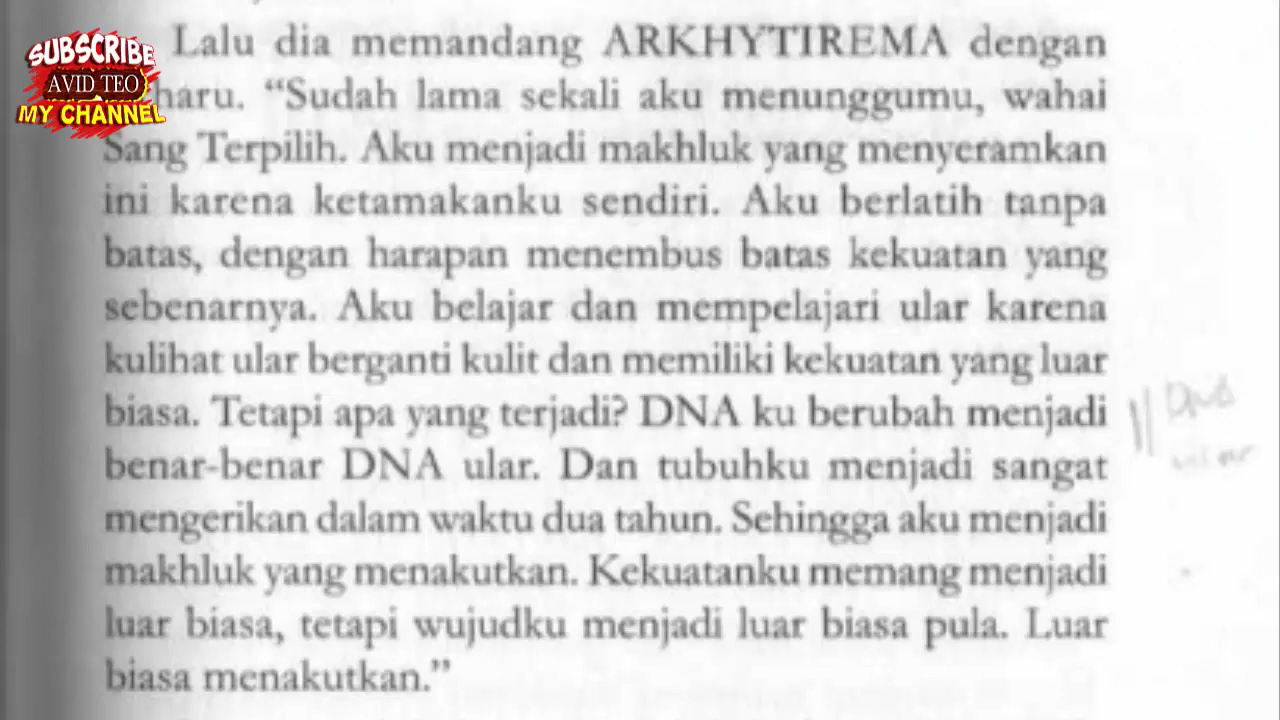 SUBSCRIBE
AVID TEO
MY CHANNEL
Lalu dia memandang ARKHYTIREMA dengan
haru. “Sudah lama sekali aku menunggumu, wahai
Sang Terpilih. Aku menjadi makhluk yang menyeramkan
ini karena ketamakanku sendiri. Aku berlatih tanpa
batas, dengan harapan menembus batas kekuatan yang
sebenarnya. Aku belajar dan mempelajari ular karena
kulihat ular berganti kulit dan memiliki kekuatan yang luar
biasa. Tetapi apa yang terjadi? DNA ku berubah menjadi
benar-benar DNA ular. Dan tubuhku menjadi sangat
mengerikan dalam waktu dua tahun. Sehingga aku menjadi
makhluk yang menakutkan. Kekuatanku memang menjadi
luar biasa, tetapi wujudku menjadi luar biasa pula. Luar
biasa menakutkan.”
DNA